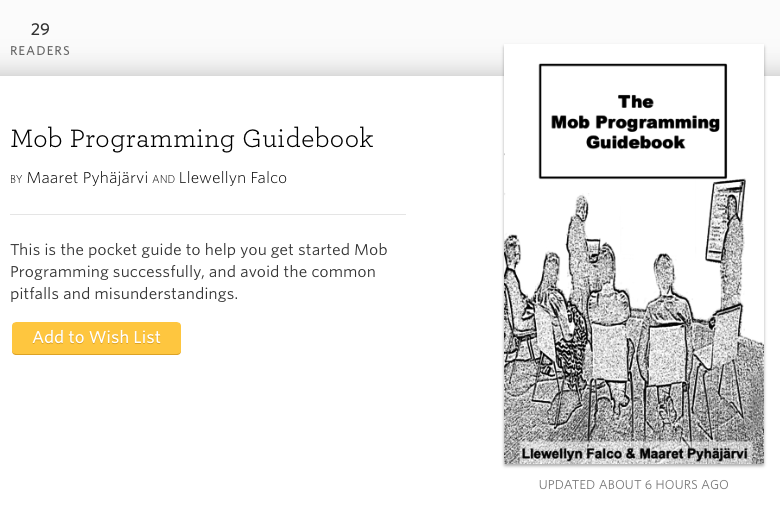 29
READERS
Mob Programming Guidebook
BY Maaret Pyhäjärvi AND Llewellyn Falco
This is the pocket guide to help you get started Mob
Programming successfully, and avoid the common
pitfalls and misunderstandings.
Add to Wish List
The
Mob Programming
Guidebook
Llewellyn Falco & Maaret Pyhäjärvi
UPDATED ABOUT 6 HOURS AGO